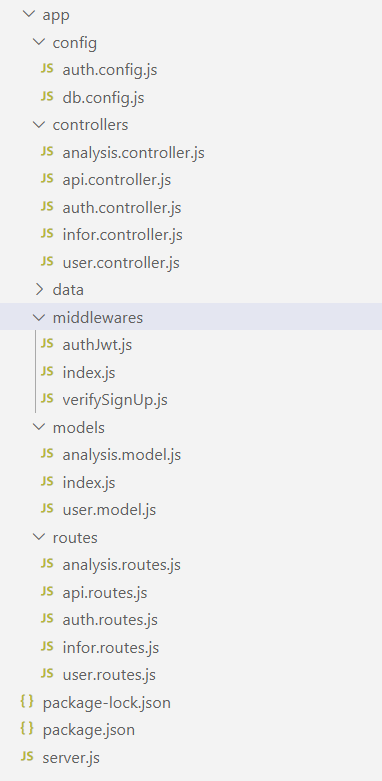 app
config
JS auth.config.js
JS db.config.js
controllers
JS analysis.controller.js
JS api.controller.js
JS auth.controller.js
JS infor.controller.js
JS user.controller.js
data
middlewares
JS authJwt.js
JS index.js
JS verifySignUp.js
models
JS analysis.model.js
JS index.js
JS user.model.js
routes
JS analysis.routes.js
JS api.routes.js
JS auth.routes.js
JS infor.routes.js
JS user.routes.js
{ } package-lock.json
{ } package.json
JS server.js